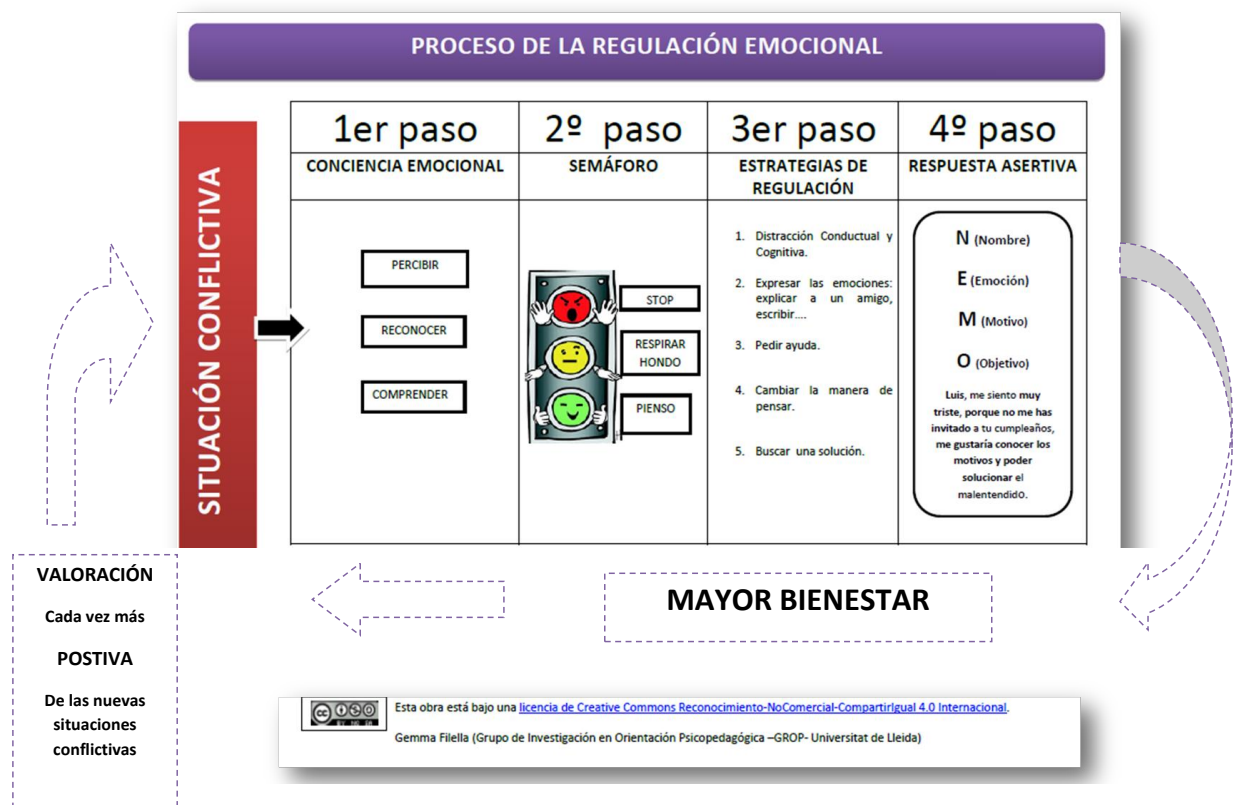 PROCESO DE LA REGULACIÓN EMOCIONAL
SITUACIÓN CONFLICTIVA
1er paso
CONCIENCIA EMOCIONAL
PERCIBIR
RECONOCER
COMPRENDER
2º paso
SEMÁFORO
STOP
RESPIRAR
HONDO
PIENSO
3er paso
ESTRATEGIAS DE
REGULACIÓN
1. Distracción Conductual y
Cognitiva.
2. Expresar las emociones:
explicar a un amigo,
escribir....
3. Pedir ayuda.
4. Cambiar la manera de
pensar.
5. Buscar una solución.
4º paso
RESPUESTA ASERTIVA
N (Nombre)
E (Emoción)
M (Motivo)
O (Objetivo)
Luis, me siento muy
triste, porque no me has
invitado a tu cumpleaños,
me gustaría conocer los
motivos y poder
solucionar el
malentendido.
MAYOR BIENESTAR
VALORACIÓN
Cada vez más
POSTIVA
De las nuevas
situaciones
conflictivas
cc BY NC SA
Esta obra está bajo una licencia de Creative Commons Reconocimiento-NoComercial-CompartirIgual 4.0 Internacional.
Gemma Filella (Grupo de Investigación en Orientación Psicopedagógica –GROP- Universitat de Lleida)